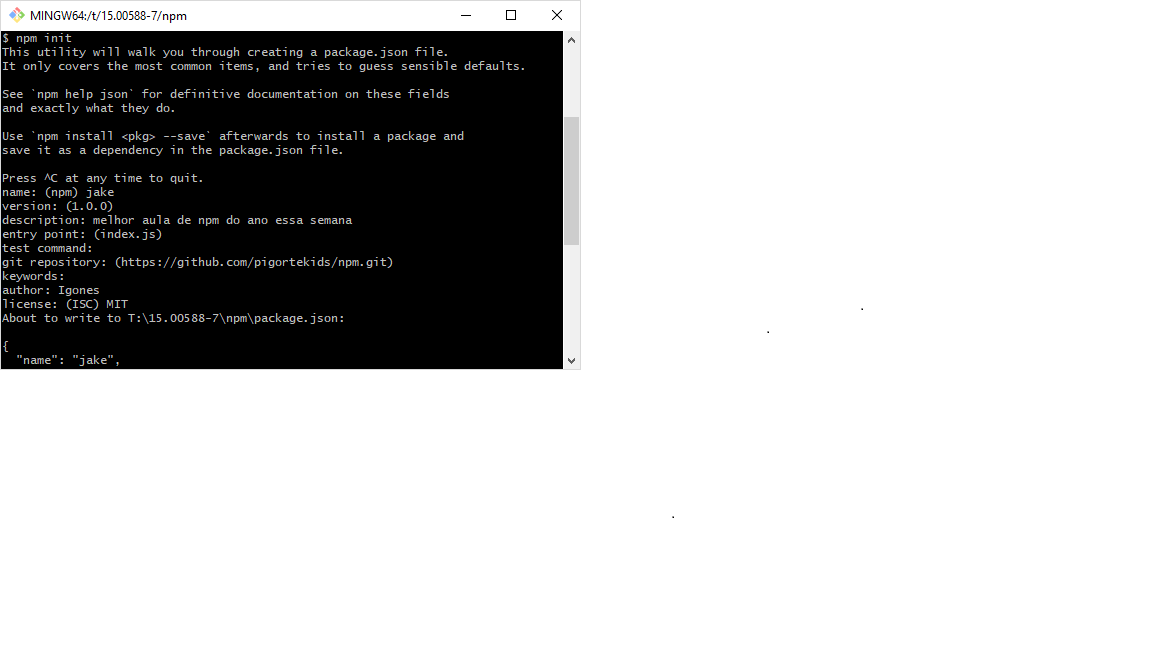 MINGW64:/t/15.00588-7/npm
$ npm init
This utility will walk you through creating a package.json file.
It only covers the most common items, and tries to guess sensible defaults.
See `npm help json` for definitive documentation on these fields
and exactly what they do.
Use `npm install <pkg> --save` afterwards to install a package and
save it as a dependency in the package.json file.
Press ^C at any time to quit.
name: (npm) jake
version: (1.0.0)
description: melhor aula de npm do ano essa semana
entry point: (index.js)
test command:
git repository: (https://github.com/pigortekids/npm.git)
keywords:
author: Igones
license: (ISC) MIT
About to write to T:\15.00588-7\npm\package.json:
{
  "name": "jake",